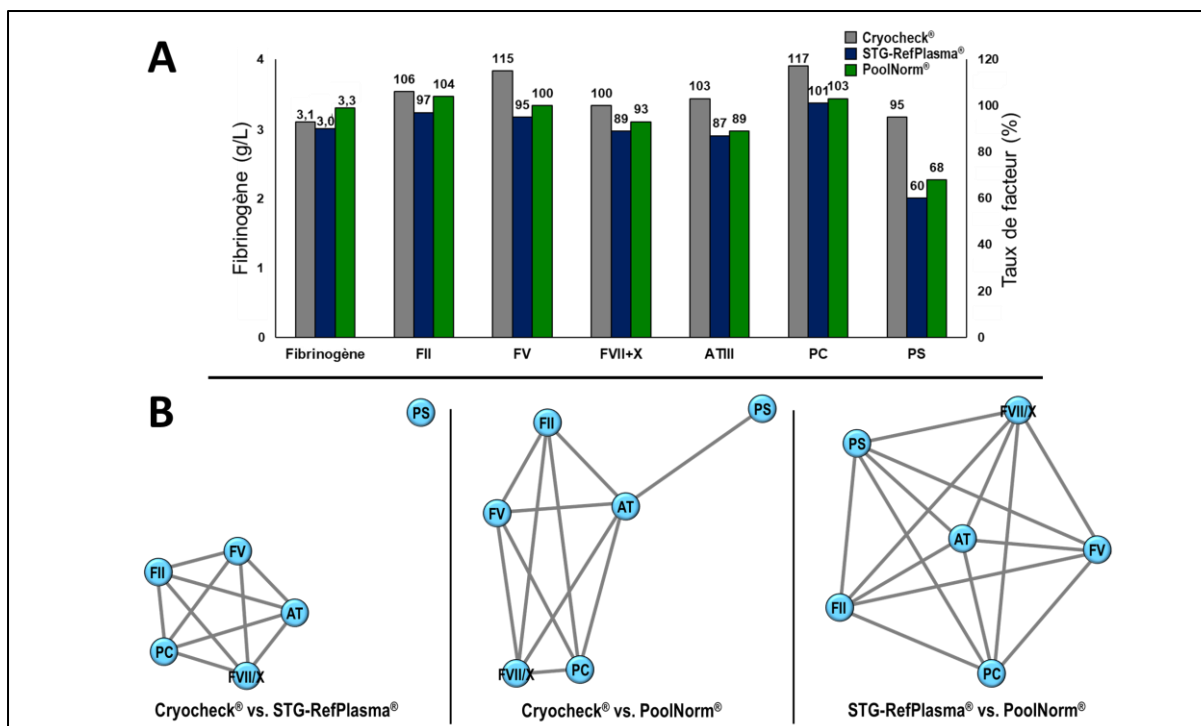 A
Cryocheck®
STG-RefPlasma®
PoolNorm®
Fibrinogène (g/L)
4
3
2
1
0
Taux de facteur (%)
120
100
80
60
40
20
0
3,1 3,0 3,3
106 97 104
115 95 100
100 89 93
103 87 89
117 101 103
95 60 68
Fibrinogène FII FV FVII+X ATIII PC PS
B
PS
FV
FII
AT
PC
FVII/X
Cryocheck® vs. STG-RefPlasma®
PS
FII
FV
AT
FVII/X
PC
Cryocheck® vs. PoolNorm®
FVII/X
PS
AT
FV
FII
PC
STG-RefPlasma® vs. PoolNorm®